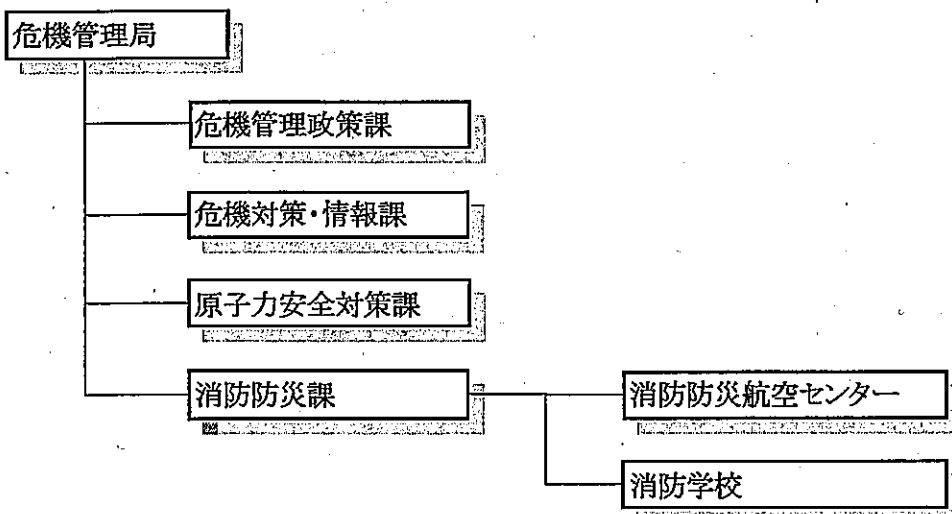 危機管理局
危機管理政策課
危機対策・情報課
原子力安全対策課
消防防災課
消防防災航空センター
消防学校